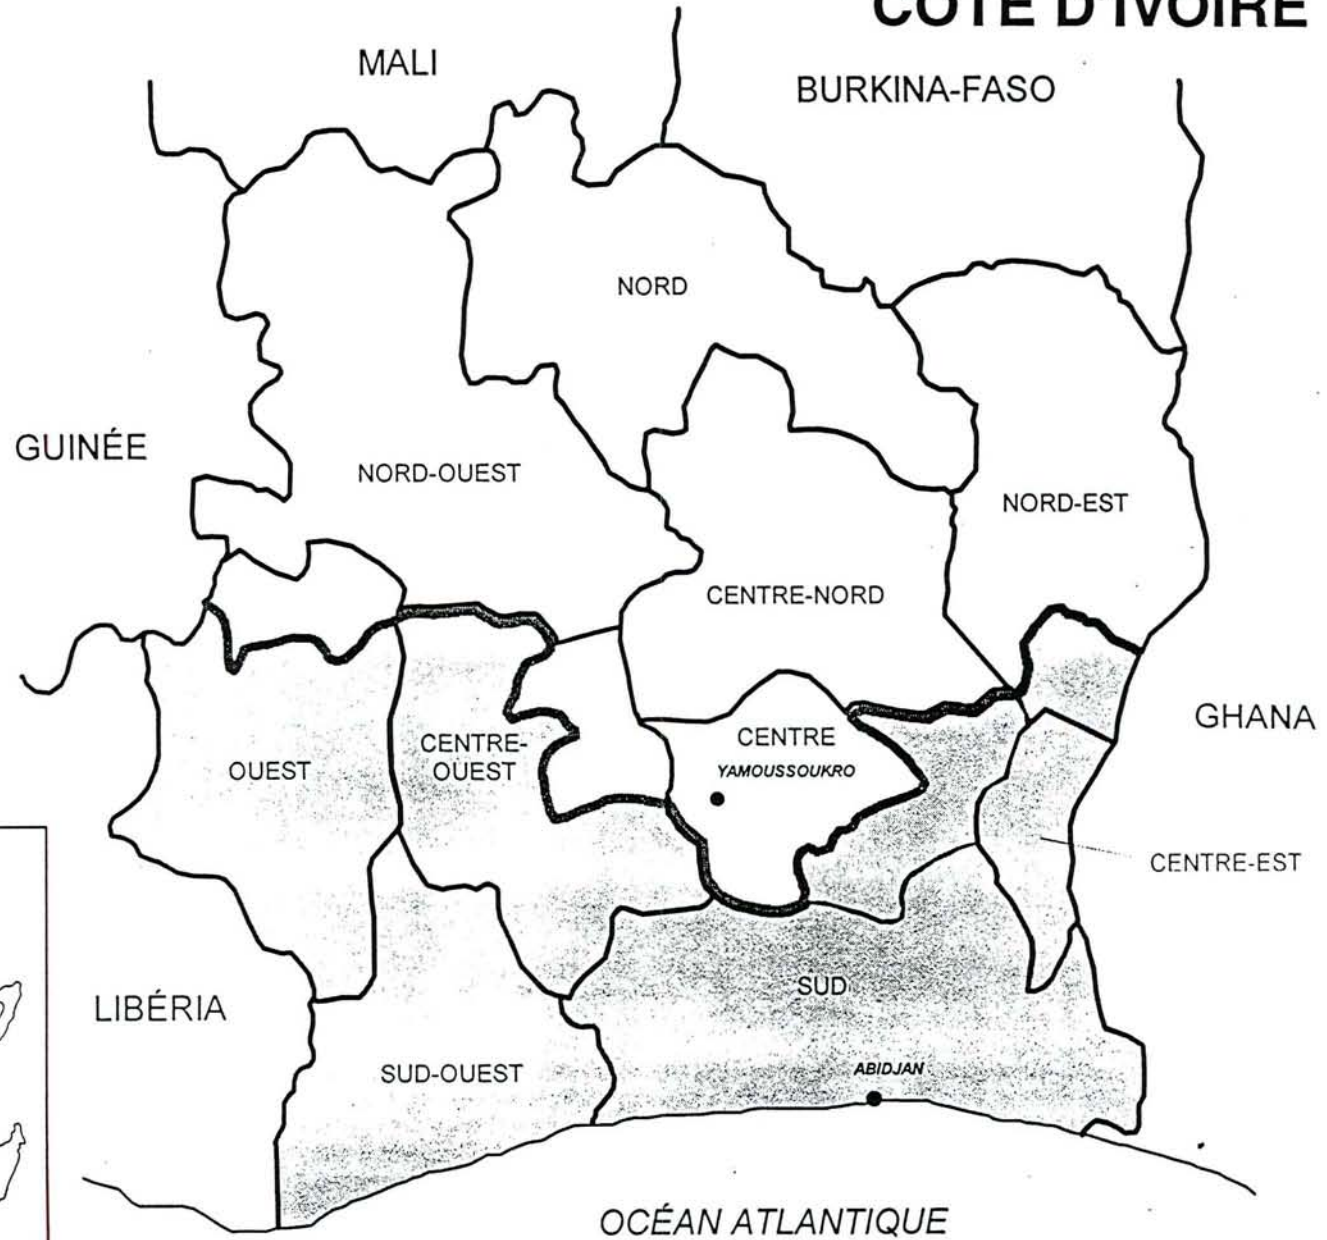 CÔTE D'IVOIRE
MALI
BURKINA-FASO
NORD
GUINÉE
NORD-OUEST
NORD-EST
CENTRE-NORD
GHANA
CENTRE
YAMOUSSOUKRO
CENTRE-
OUEST
OUEST
CENTRE-EST
SUD
LIBÉRIA
SUD-OUEST
ABIDJAN
OCÉAN ATLANTIQUE